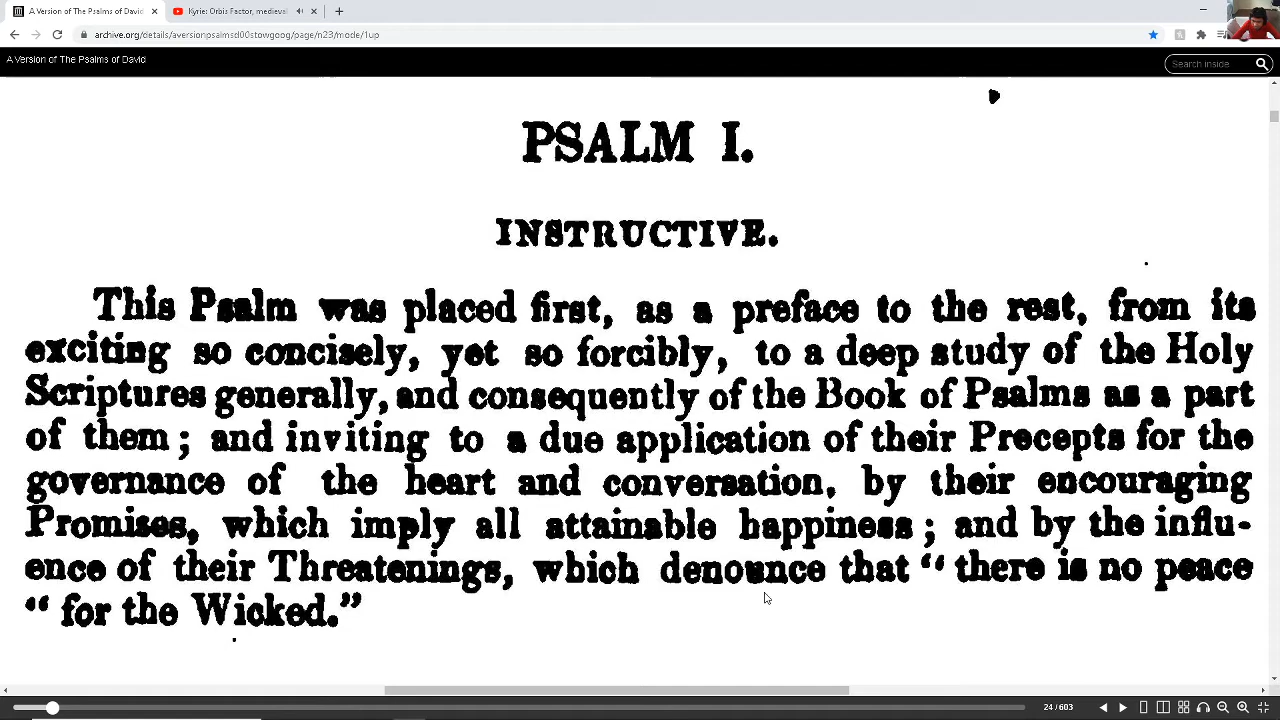 A Version of The Psalms of David
Kyrie: Orbis Factor, medieval
archive.org/details/aversionpsalmsd00stowgoog/page/n23/mode/1up
A Version of The Psalms of David
Search inside
PSALM I.
INSTRUCTIVE.
This Psalm was placed first, as a preface to the rest, from its
exciting so concisely, yet so forcibly, to a deep study of the Holy
Scriptures generally, and consequently of the Book of Psalms as a part
of them; and inviting to a due application of their Precepts for the
governance of the heart and conversation, by their encouraging
Promises, which imply all attainable happiness; and by the influ-
ence of their Threatenings, which denounce that “there is no peace
“for the Wicked.”
24 / 603